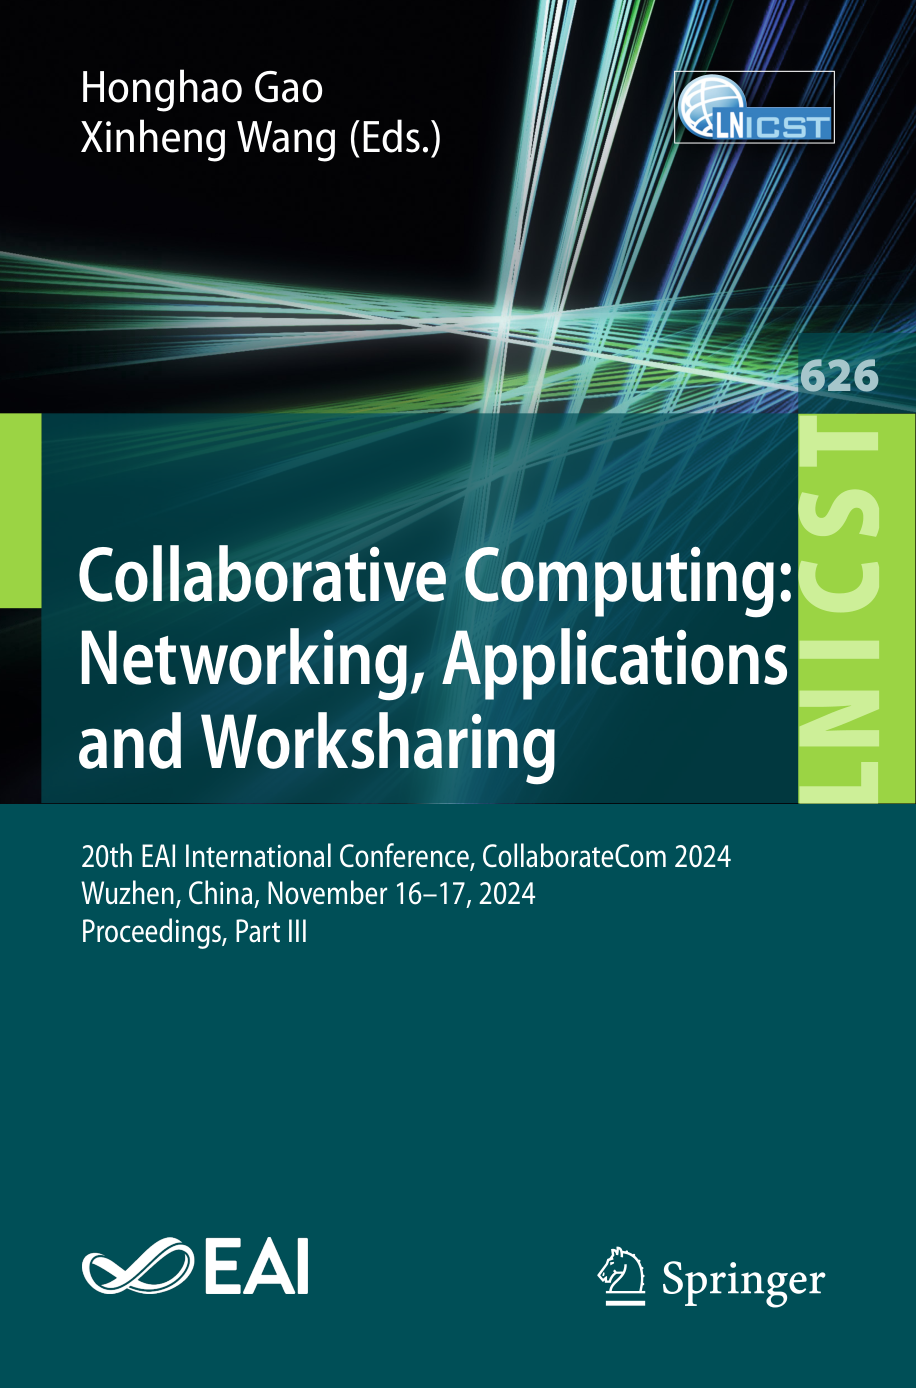 Honghao Gao
Xinheng Wang (Eds.)
LNICST
626
LNICST
Collaborative Computing:
Networking, Applications
and Worksharing
20th EAI International Conference, CollaborateCom 2024
Wuzhen, China, November 16–17, 2024
Proceedings, Part III
EAI
Springer